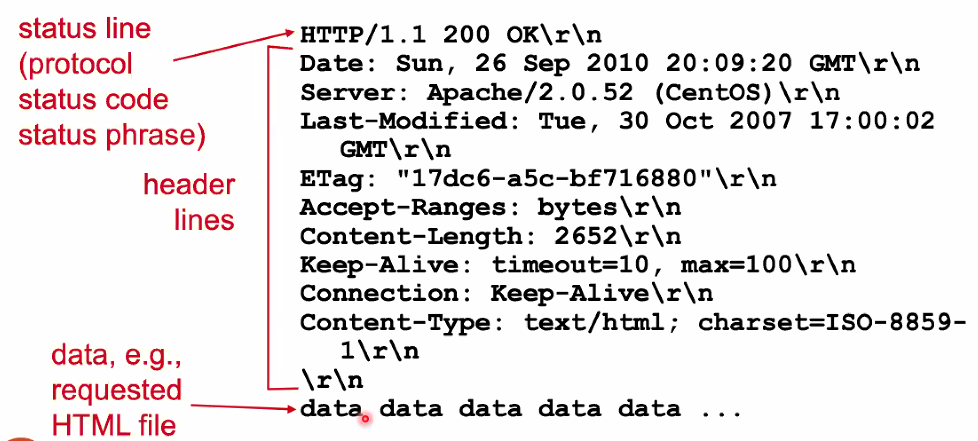 status line
(protocol
status code
status phrase)
header
lines
data, e.g.,
requested
HTML file
HTTP/1.1 200 OK\r\n
Date: Sun, 26 Sep 2010 20:09:20 GMT\r\n
Server: Apache/2.0.52 (CentOS)\r\n
Last-Modified: Tue, 30 Oct 2007 17:00:02
GMT\r\n
ETag: "17dc6-a5c-bf716880"\r\n
Accept-Ranges: bytes\r\n
Content-Length: 2652\r\n
Keep-Alive: timeout=10, max=100\r\n
Connection: Keep-Alive\r\n
Content-Type: text/html; charset=ISO-8859-
1\r\n
\r\n
data data data data data ...